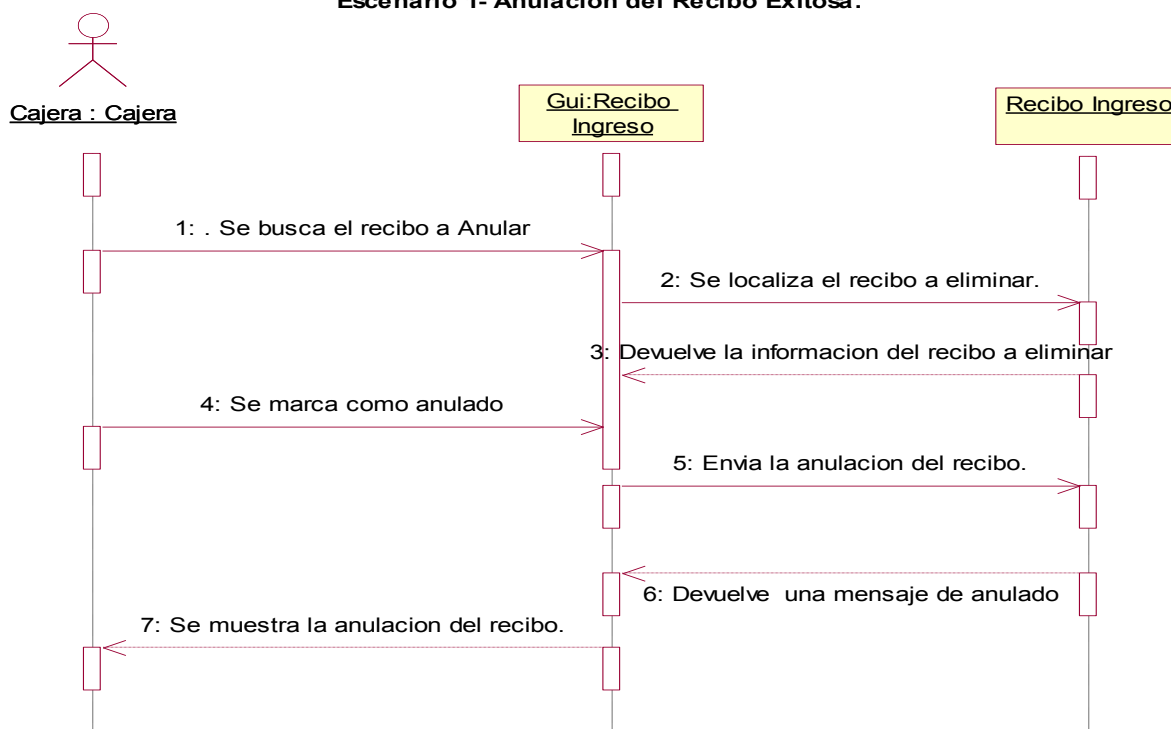 Escenario 1- Anulacion del Recibo Exitosa.
Cajera : Cajera
Gui:Recibo
Ingreso
Recibo Ingreso
1: . Se busca el recibo a Anular
2: Se localiza el recibo a eliminar.
3: Devuelve la informacion del recibo a eliminar
4: Se marca como anulado
5: Envia la anulacion del recibo.
6: Devuelve una mensaje de anulado
7: Se muestra la anulacion del recibo.